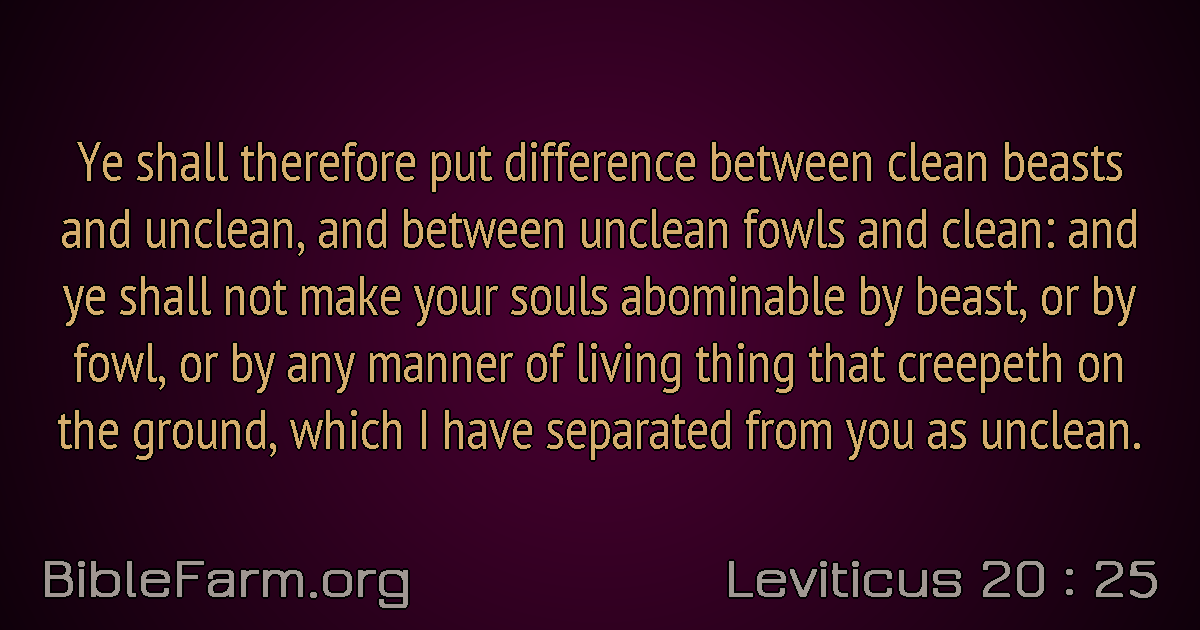 Ye shall therefore put difference between clean beasts
and unclean, and between unclean fowls and clean: and
ye shall not make your souls abominable by beast, or by
fowl, or by any manner of living thing that creepeth on
the ground, which I have separated from you as unclean.
BibleFarm.org
Leviticus 20 : 25